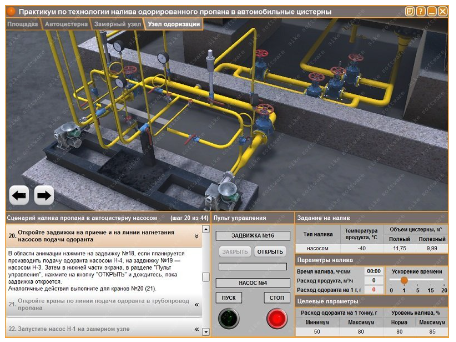 Практикум по технологии налива одорированного пропана в автомобильные цистерны
Площадка Автоцистерна Замерный узел Узел одоризации
Сценарий налива пропана в автоцистерну насосом (шаг 20 из 44)
20. Откройте задвижки на приеме и на линии нагнетания
насосов подачи одоранта
В области анимации нажмите на задвижку №18, если планируется
производить подачу одоранта насосом Н-4, на задвижку №19 —
насосом Н-3. Затем в нижней части экрана, в разделе "Пульт
управления", нажмите на кнопку "ОТКРЫТЬ" и дождитесь, пока
задвижка откроется.
Аналогичные действия выполните для кранов №20 (21).
21. Откройте краны по линии подачи одоранта в трубопровод
пропана
22. Запустите насос Н-1 на замерном узле
Пульт управления
ЗАДВИЖКА №16
ЗАКРЫТЬ ОТКРЫТЬ
НАСОС №4
ПУСК СТОП
Задание на налив
Тип налива Температура продукта, °С Объем цистерны, м³
Полный Полезный
насосом -40 11,75 9,99
Параметры налива
Время налива, ч:мин 00:00 Ускорение времени
Расход продукта, м³/ч 0
Расход одоранта на 1 т, г 0 0 1 5 15 20
Целевые параметры
Расход одоранта на 1 тонну, г Уровень налива, %
Минимум Максимум Норма Максимум
50 80 80 85